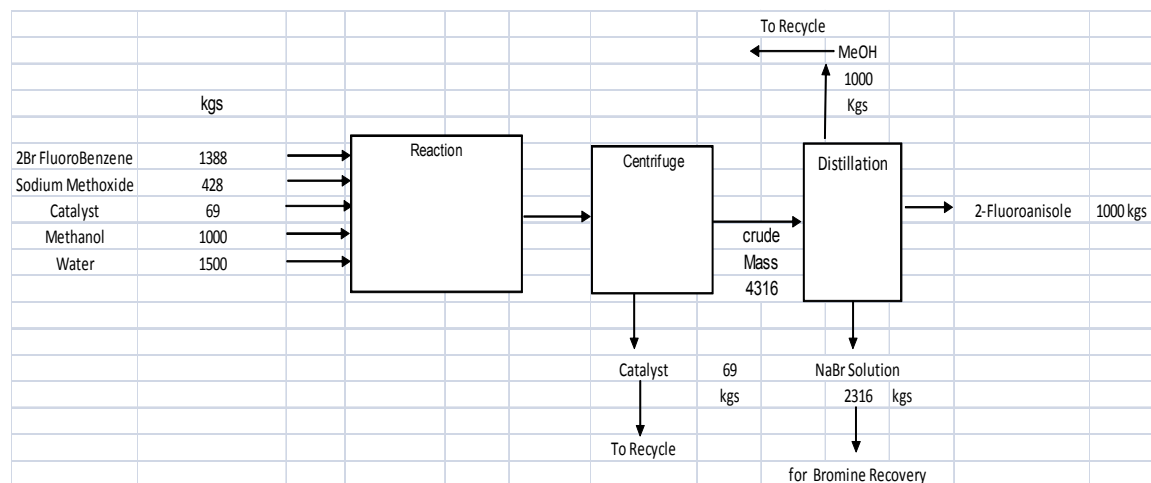 To Recycle
MeOH
1000
Kgs
kgs
2Br FluoroBenzene 1388
Sodium Methoxide 428
Catalyst 69
Methanol 1000
Water 1500
Reaction
Centrifuge
crude
Mass
4316
Distillation
2-Fluoroanisole 1000 kgs
Catalyst 69
kgs
To Recycle
NaBr Solution
2316 kgs
for Bromine Recovery